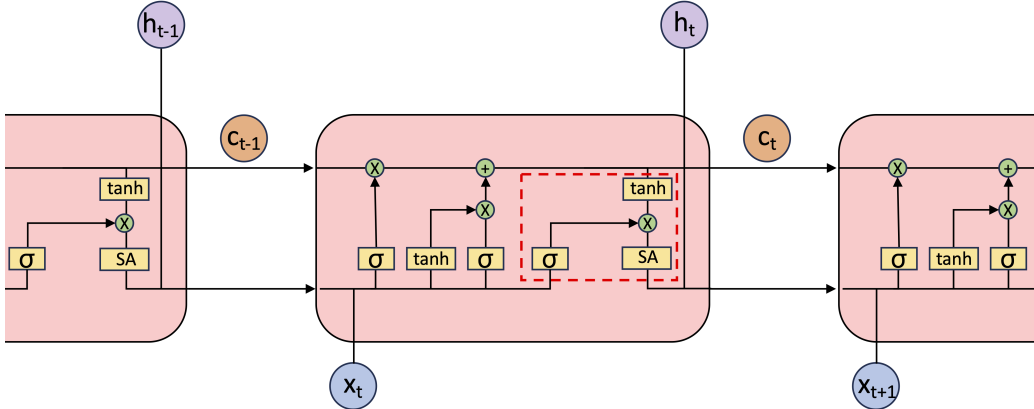 h_{t-1} h_t
c_{t-1} c_t
X X +
tanh tanh
X X X X
σ SA σ tanh σ σ SA σ tanh σ
x_t x_{t+1}